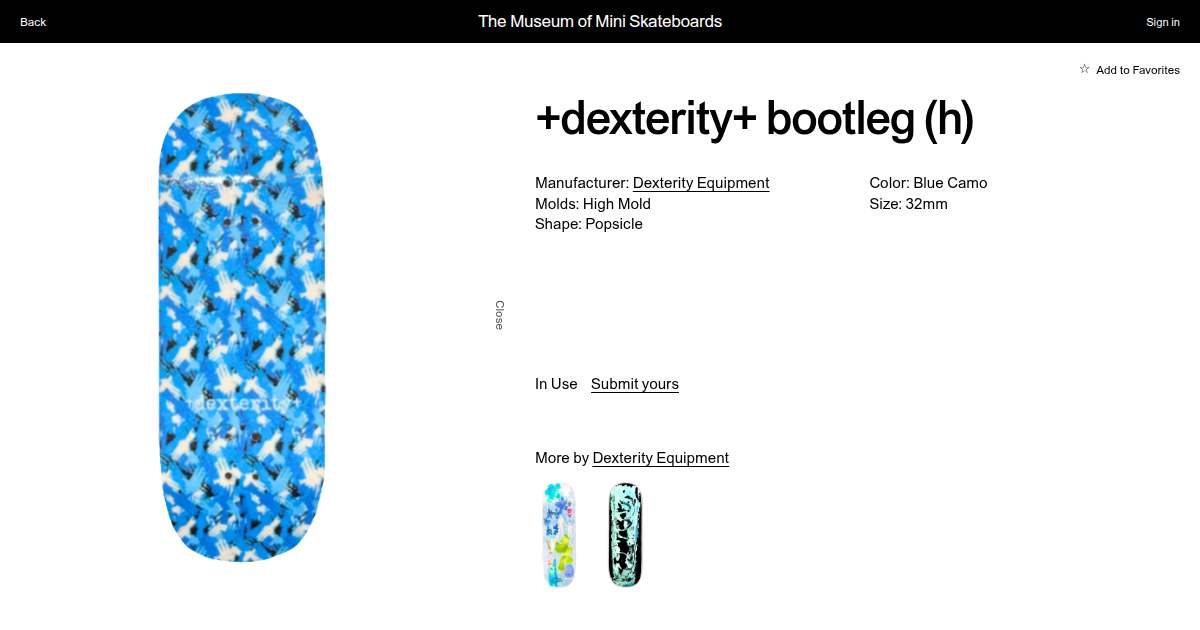 Back
The Museum of Mini Skateboards
Sign in
☆ Add to Favorites
+dexterity+ bootleg (h)
Manufacturer: Dexterity Equipment
Molds: High Mold
Shape: Popsicle
Color: Blue Camo
Size: 32mm
Close
+dexterity+
In Use Submit yours
More by Dexterity Equipment